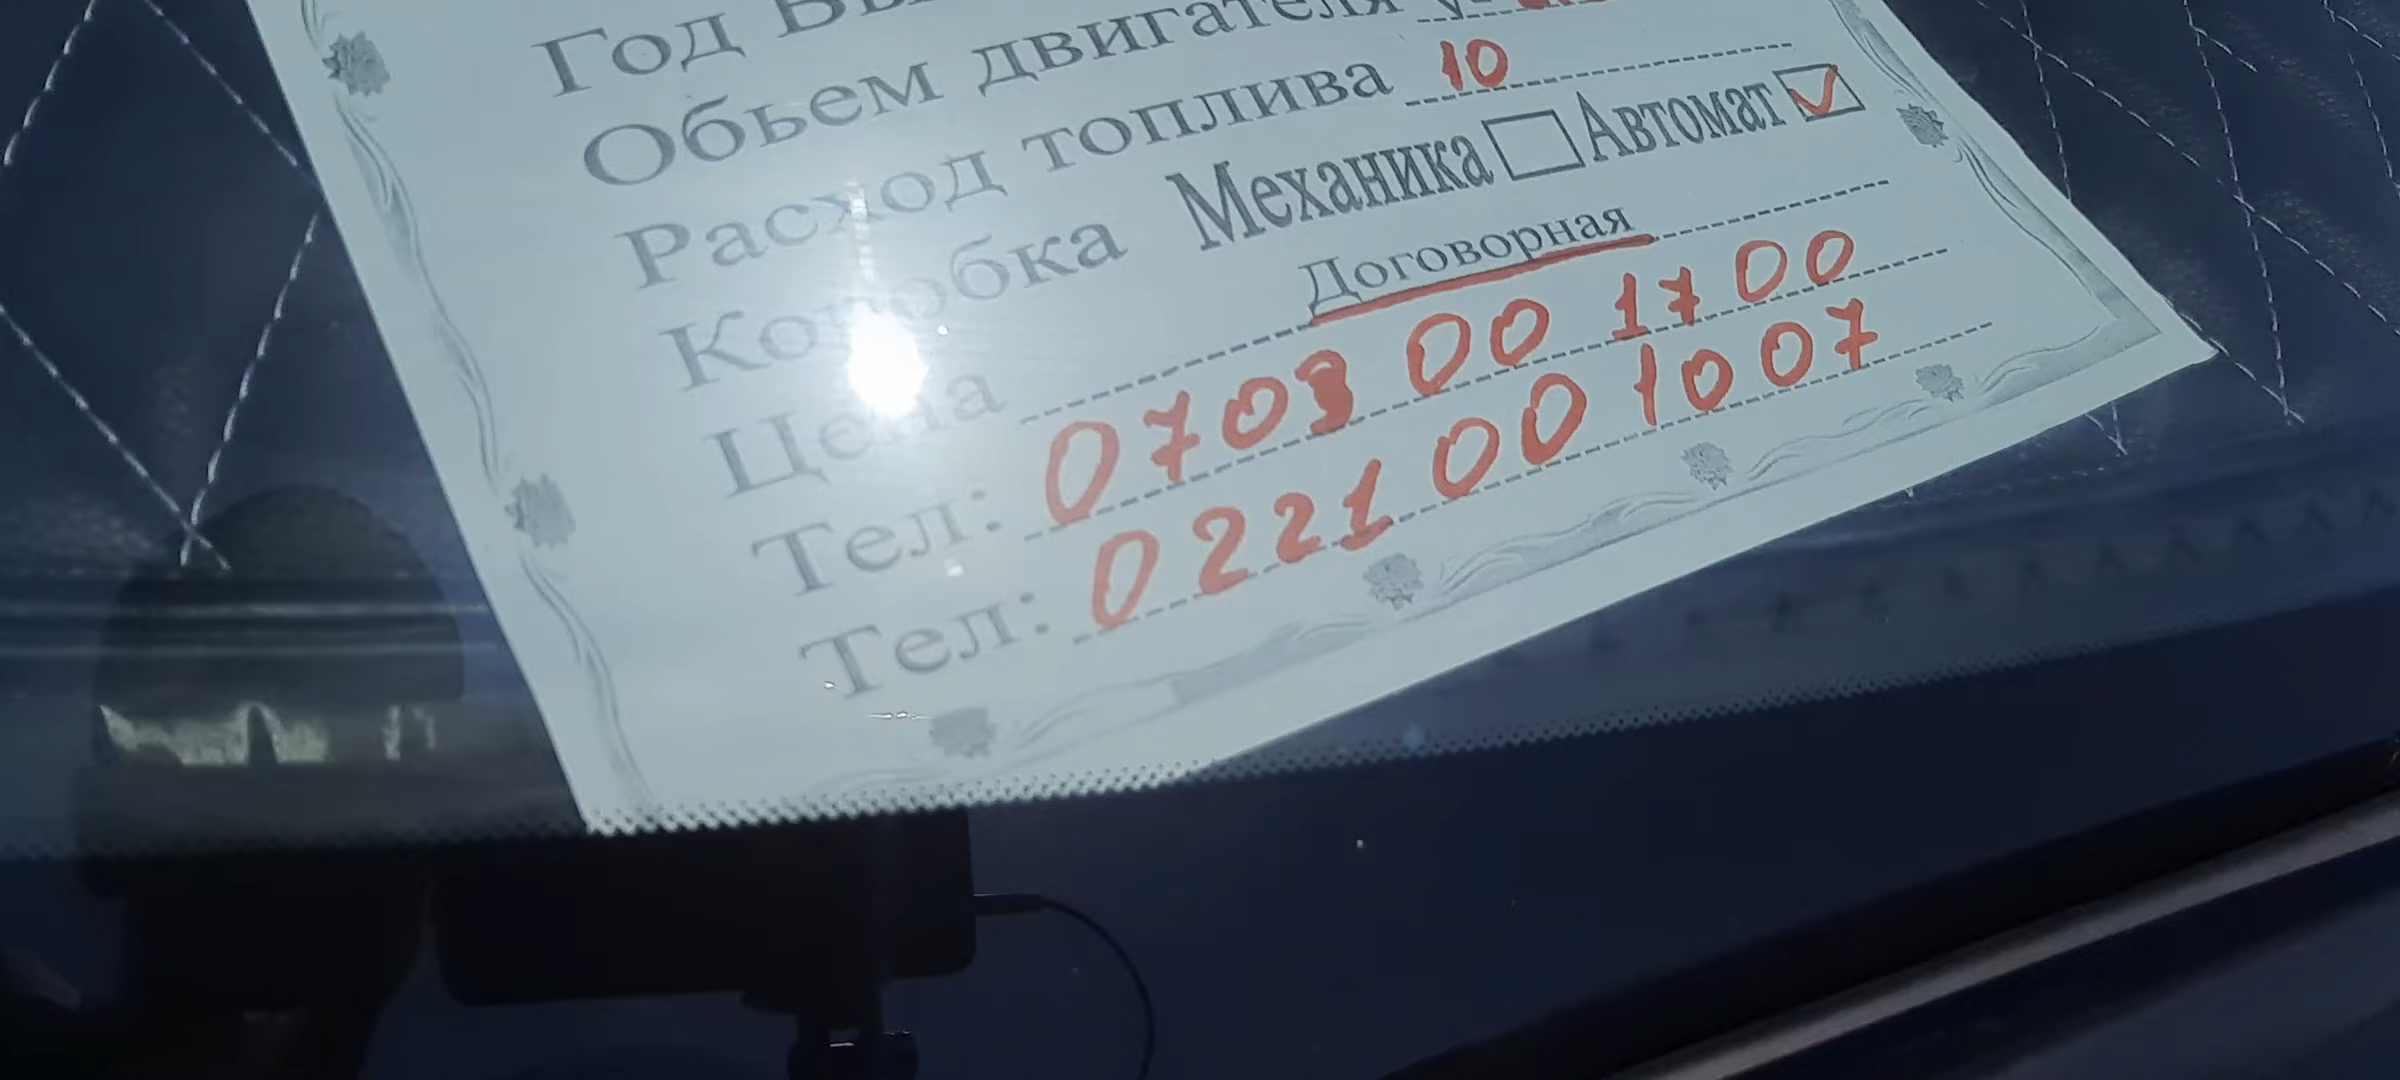 Год
Обьем двигателя
Расход топлива 10
Коробка Механика Автомат
Цена Договорная
Тел: 0703 00 1700
Тел: 0221 00 1007